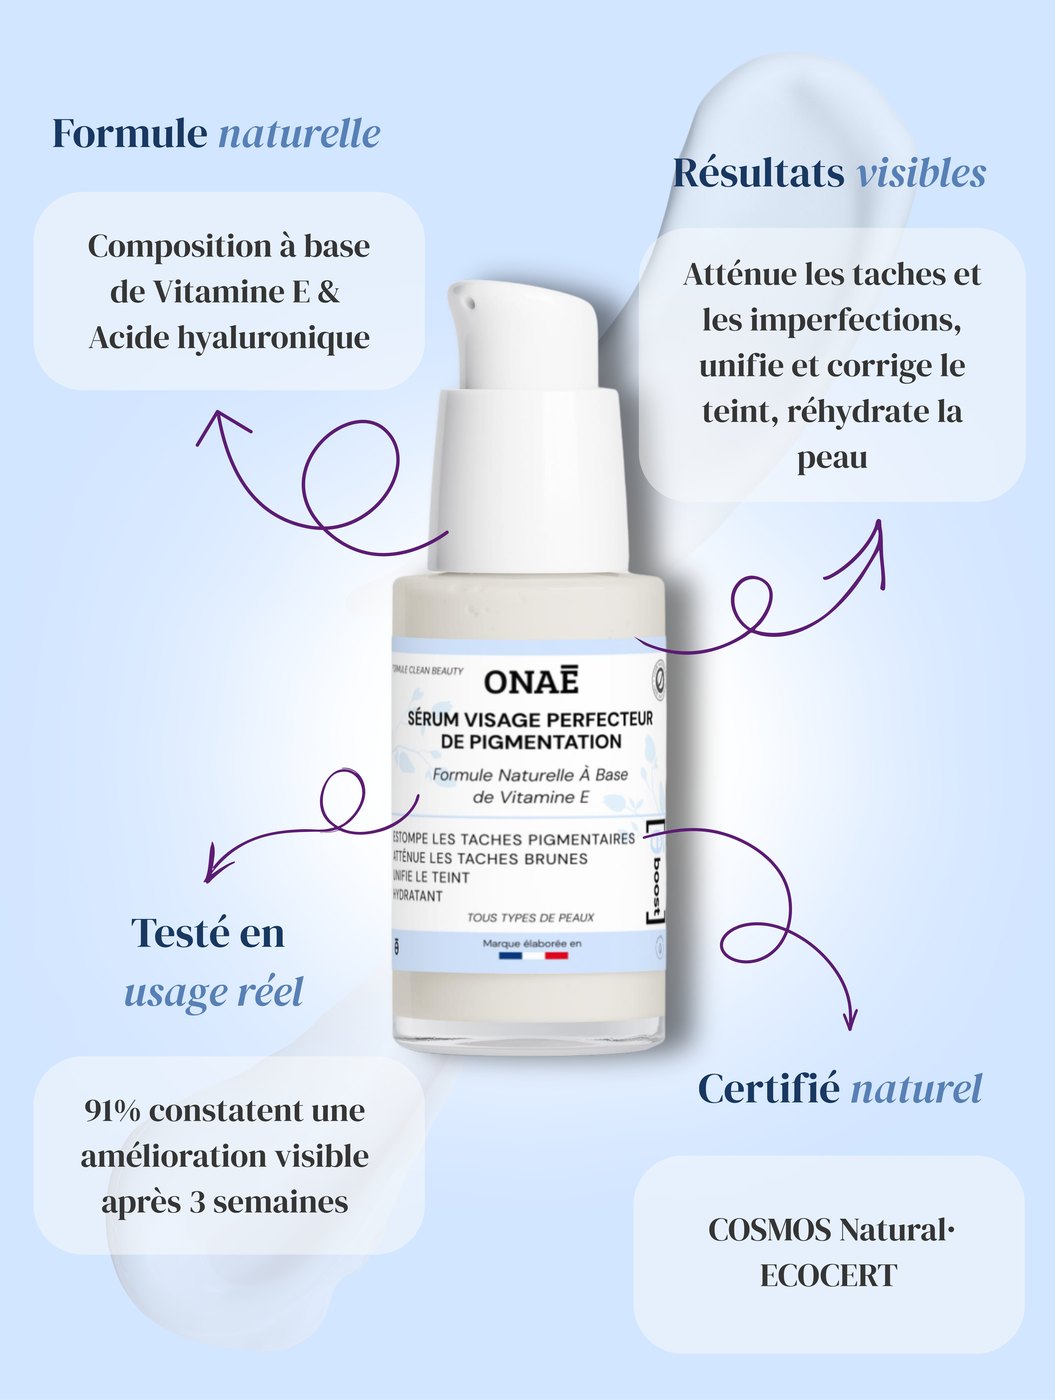 Formule naturelle
Composition à base
de Vitamine E &
Acide hyaluronique
Résultats visibles
Atténue les taches et
les imperfections,
unifie et corrige le
teint, réhydrate la
peau
CLEAN BEAUTY
ONAĒ
SÉRUM VISAGE PERFECTEUR
DE PIGMENTATION
Formule Naturelle À Base
de Vitamine E
ESTOMPE LES TACHES PIGMENTAIRES
ATTÉNUE LES TACHES BRUNES
UNIFIE LE TEINT
HYDRATANT
boost
TOUS TYPES DE PEAUX
Marque élaborée en
Testé en
usage réel
91% constatent une
amélioration visible
après 3 semaines
Certifié naturel
COSMOS Natural·
ECOCERT